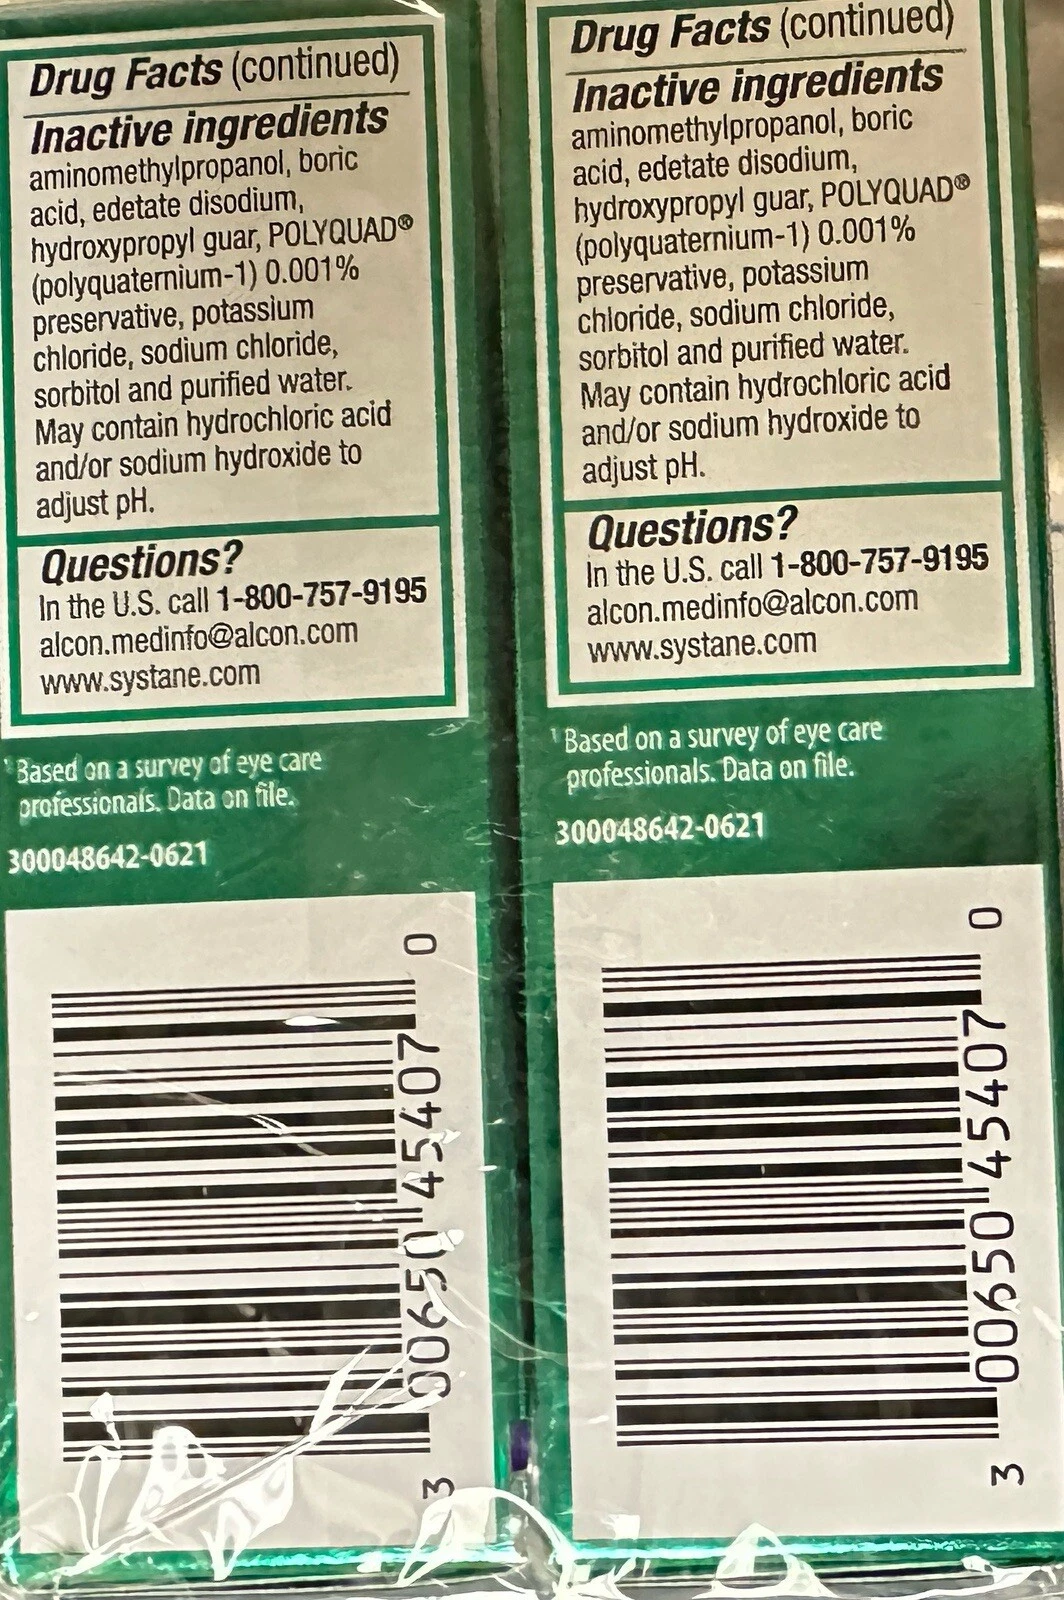 Drug Facts (continued)
Inactive ingredients
aminomethylpropanol, boric
acid, edetate disodium,
hydroxypropyl guar, POLYQUAD®
(polyquaternium-1) 0.001%
preservative, potassium
chloride, sodium chloride,
sorbitol and purified water.
May contain hydrochloric acid
and/or sodium hydroxide to
adjust pH.
Questions?
In the U.S. call 1-800-757-9195
alcon.medinfo@alcon.com
www.systane.com
¹Based on a survey of eye care
professionals. Data on file.
300048642-0621
3 00650 45407 0
Drug Facts (continued)
Inactive ingredients
aminomethylpropanol, boric
acid, edetate disodium,
hydroxypropyl guar, POLYQUAD®
(polyquaternium-1) 0.001%
preservative, potassium
chloride, sodium chloride,
sorbitol and purified water.
May contain hydrochloric acid
and/or sodium hydroxide to
adjust pH.
Questions?
In the U.S. call 1-800-757-9195
alcon.medinfo@alcon.com
www.systane.com
¹Based on a survey of eye care
professionals. Data on file.
300048642-0621
3 00650 45407 0